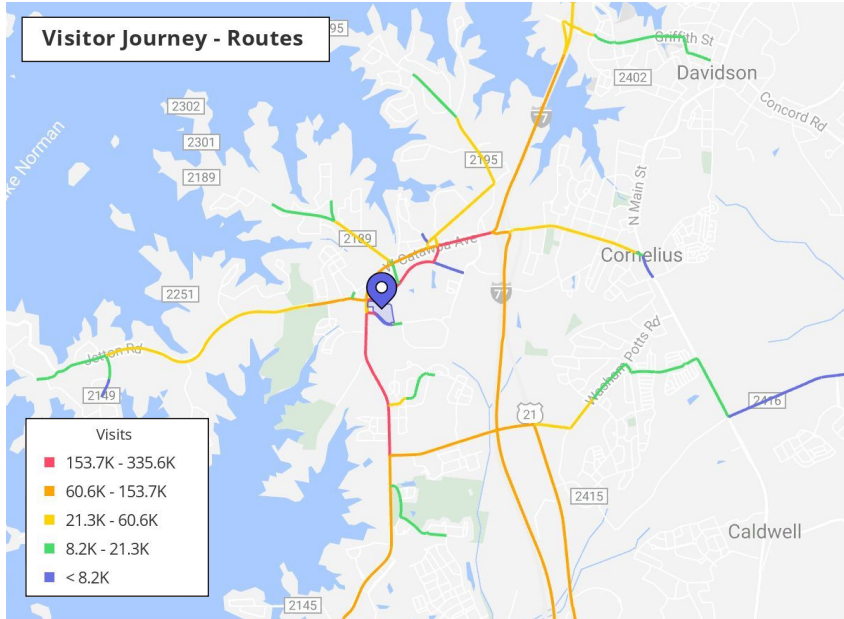 Visitor Journey - Routes
95
Griffith St
2402
Davidson
2302
Concord Rd
77
2301
ke Norman
2195
2189
N Main St
2189
W Catawba Ave
Cornelius
2251
77
Jetton Rd
Washam Potts Rd
2149
2416
21
Visits
153.7K - 335.6K
60.6K - 153.7K
2415
21.3K - 60.6K
8.2K - 21.3K
Caldwell
< 8.2K
2145